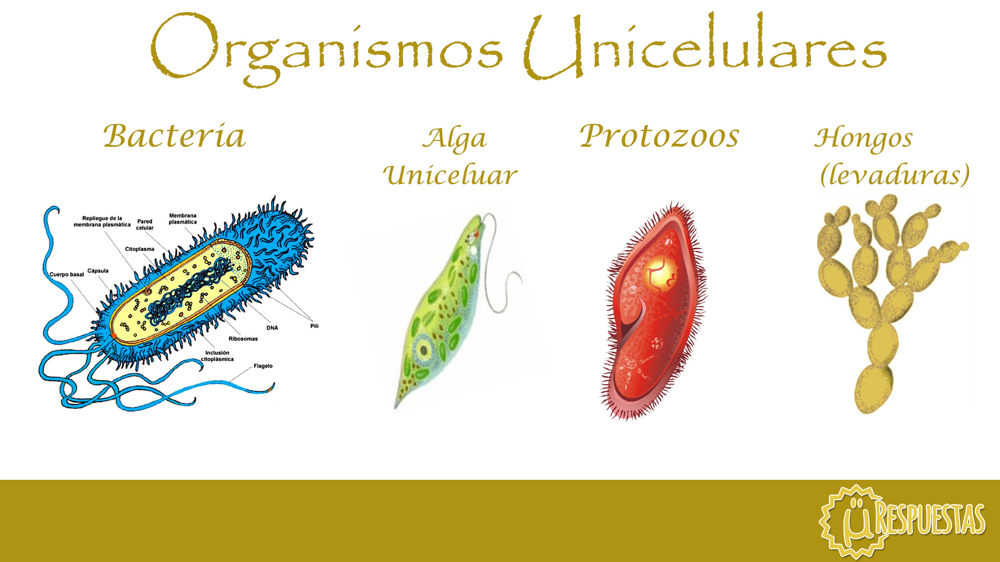 Organismos Unicelulares
Bacteria
Alga
Uniceluar
Protozoos
Hongos
(levaduras)
Repliegue de la
membrana plasmática
Pared
celular
Membrana
plasmática
Citoplasma
Cuerpo basal
Cápsula
DNA
Pili
Ribosomas
Inclusión
citoplásmica
Flagelo
μ̈ RESPUESTAS